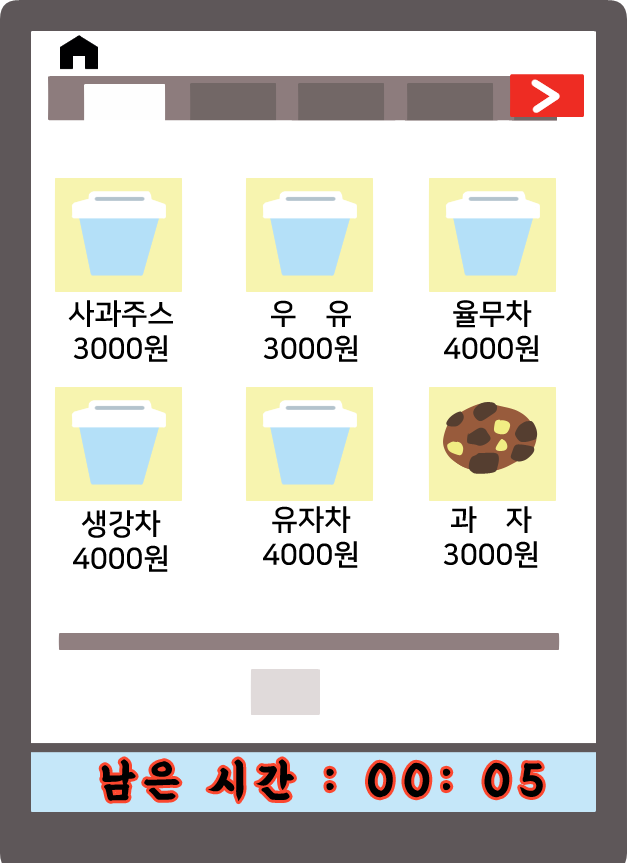 사과주스 우 유 율무차
3000원 3000원 4000원
생강차 유자차 과 자
4000원 4000원 3000원
남은 시간 : 00: 05